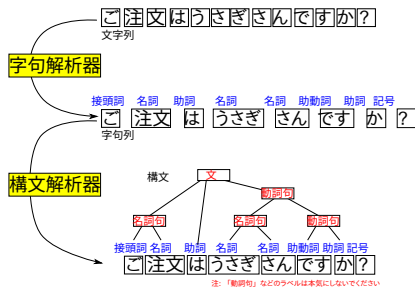 ご注文はうさぎさんですか？
文字列
字句解析器
接頭詞 名詞 助詞 名詞 名詞 助動詞 助詞 記号
ご 注文 は うさぎ さん です か ？
字句列
構文解析器
構文
文
動詞句
名詞句 名詞句 動詞句
接頭詞 名詞 助詞 名詞 名詞 助動詞 助詞 記号
ご 注文 は うさぎ さん です か ？
注: 「動詞句」などのラベルは本気にしないでください